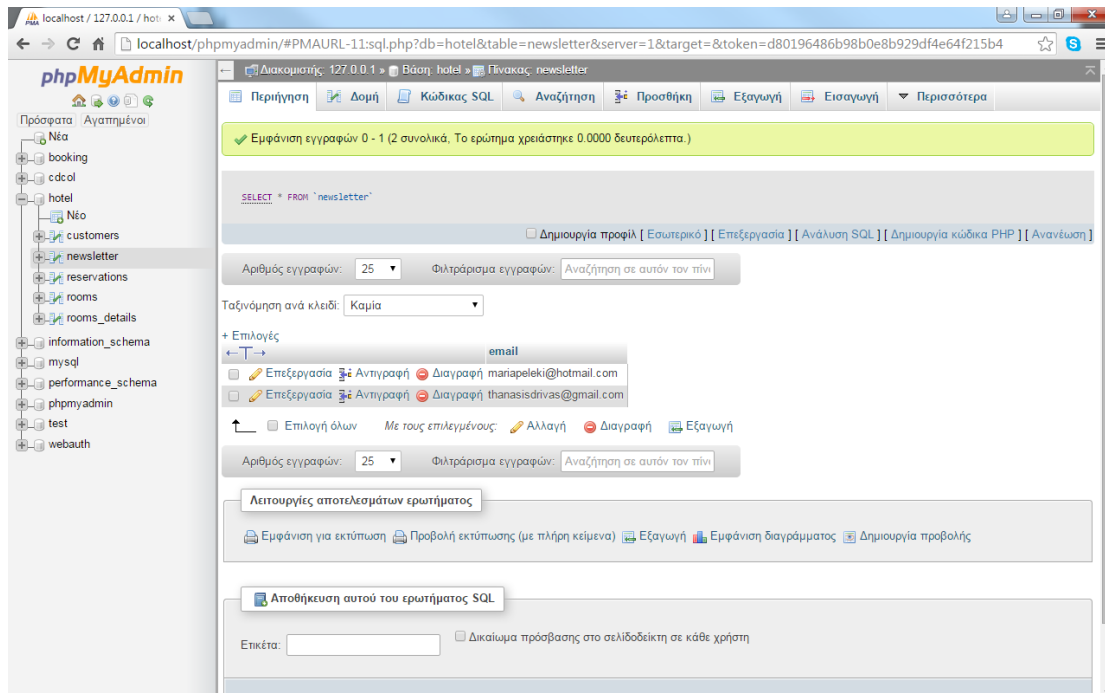 localhost / 127.0.0.1 / hot
localhost/phpmyadmin/#PMAURL-11:sql.php?db=hotel&table=newsletter&server=1&target=&token=d80196486b98b0e8b929df4e64f215b4
phpMyAdmin
Πρόσφατα Αγαπημένοι
Νέα
booking
cdcol
hotel
Νέο
customers
newsletter
reservations
rooms
rooms_details
information_schema
mysql
performance_schema
phpmyadmin
test
webauth
Διακομιστής: 127.0.0.1 » Βάση: hotel » Πίνακας: newsletter
Περιήγηση Δομή Κώδικας SQL Αναζήτηση Προσθήκη Εξαγωγή Εισαγωγή Περισσότερα
Εμφάνιση εγγραφών 0 - 1 (2 συνολικά, Το ερώτημα χρειάστηκε 0.0000 δευτερόλεπτα.)
SELECT * FROM `newsletter`
Δημιουργία προφίλ [ Εσωτερικό ] [ Επεξεργασία ] [ Ανάλυση SQL ] [ Δημιουργία κώδικα PHP ] [ Ανανέωση ]
Αριθμός εγγραφών: 25 Φιλτράρισμα εγγραφών: Αναζήτηση σε αυτόν τον πίν
Ταξινόμηση ανά κλειδί: Καμία
+ Επιλογές
←T→ email
Επεξεργασία Αντιγραφή Διαγραφή mariapeleki@hotmail.com
Επεξεργασία Αντιγραφή Διαγραφή thanasisdrivas@gmail.com
Επιλογή όλων Με τους επιλεγμένους: Αλλαγή Διαγραφή Εξαγωγή
Αριθμός εγγραφών: 25 Φιλτράρισμα εγγραφών: Αναζήτηση σε αυτόν τον πίν
Λειτουργίες αποτελεσμάτων ερωτήματος
Εμφάνιση για εκτύπωση Προβολή εκτύπωσης (με πλήρη κείμενα) Εξαγωγή Εμφάνιση διαγράμματος Δημιουργία προβολής
Αποθήκευση αυτού του ερωτήματος SQL
Ετικέτα: Δικαίωμα πρόσβασης στο σελίδοδείκτη σε κάθε χρήστη